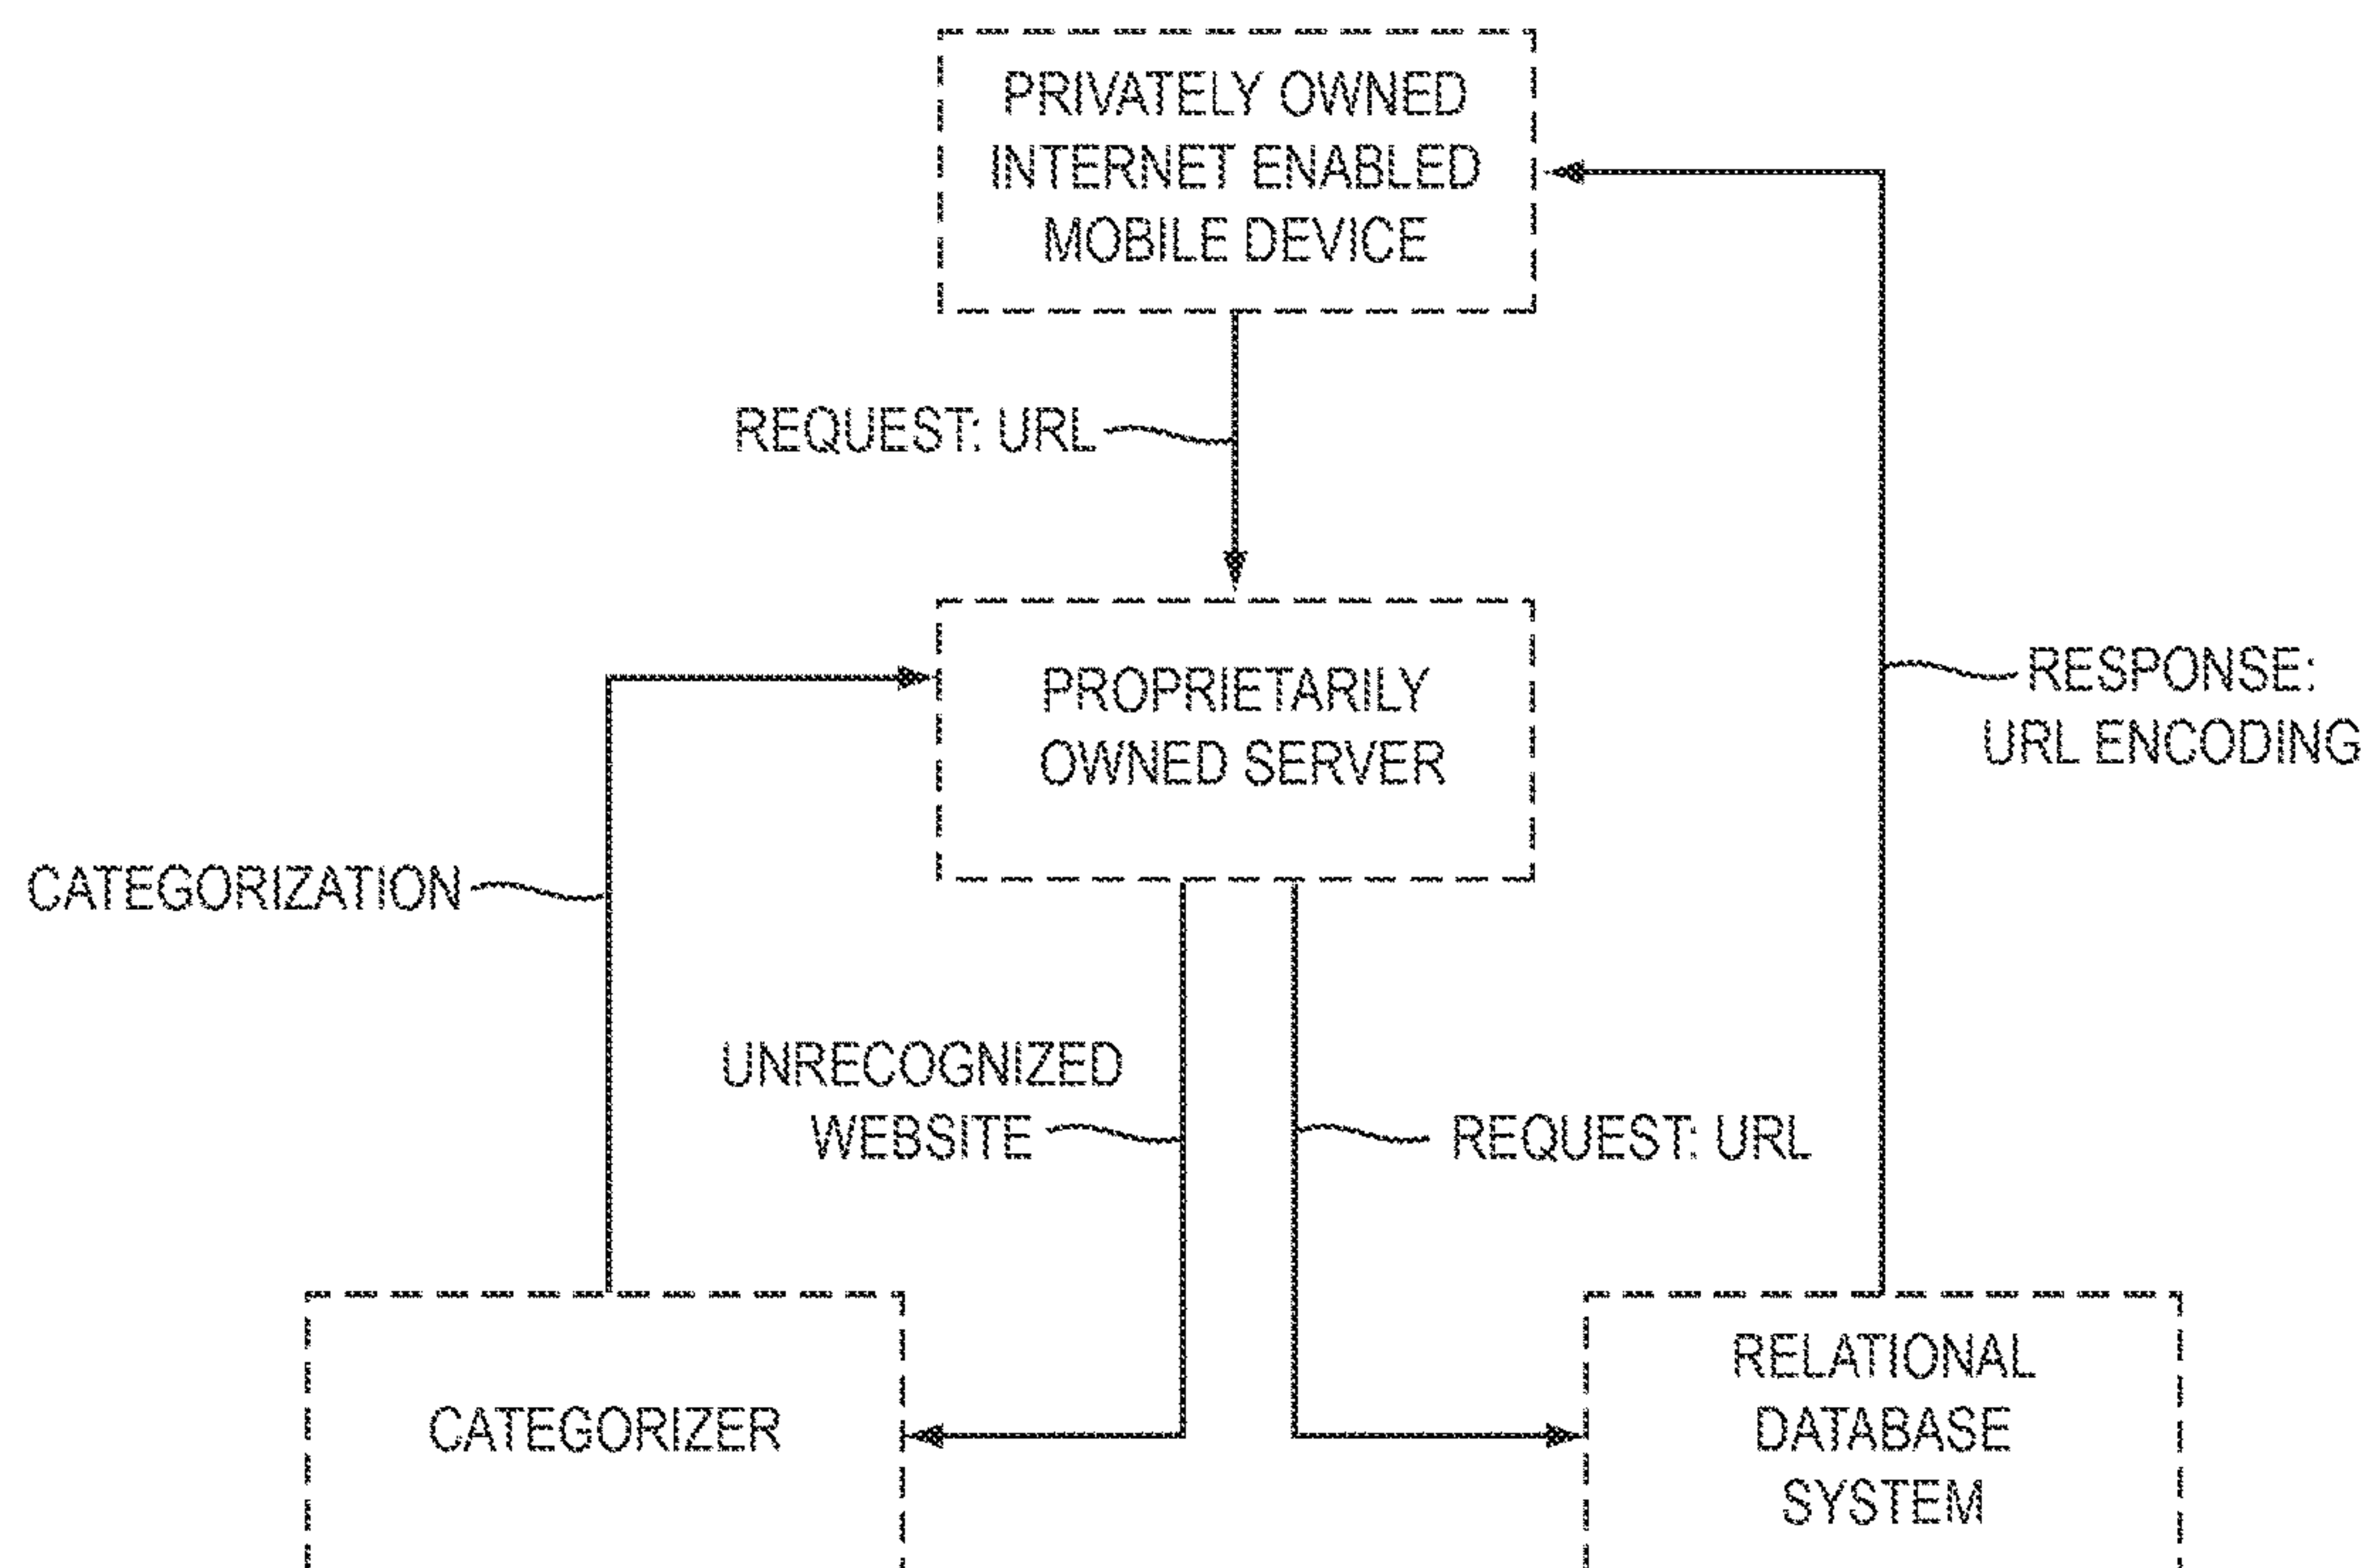 PRIVATELY OWNED
INTERNET ENABLED
MOBILE DEVICE
REQUEST: URL
PROPRIETARILY
OWNED SERVER
RESPONSE:
URL ENCODING
CATEGORIZATION
UNRECOGNIZED
WEBSITE
REQUEST: URL
CATEGORIZER
RELATIONAL
DATABASE
SYSTEM